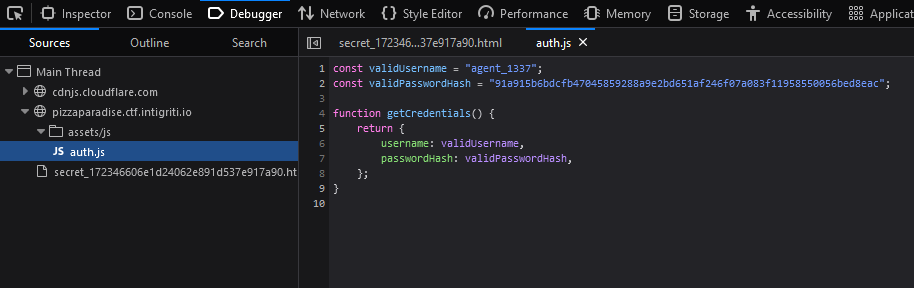 Inspector Console Debugger Network Style Editor Performance Memory Storage Accessibility Applicat
Sources Outline Search
secret_172346...37e917a90.html auth.js
Main Thread
cdnjs.cloudflare.com
pizzaparadise.ctf.intigriti.io
assets/js
JS auth.js
secret_172346606e1d24062e891d537e917a90.ht
1 const validUsername = "agent_1337";
2 const validPasswordHash = "91a915b6bdcfb47045859288a9e2bd651af246f07a083f11958550056bed8eac";
3
4 function getCredentials() {
5 return {
6 username: validUsername,
7 passwordHash: validPasswordHash,
8 };
9 }
10